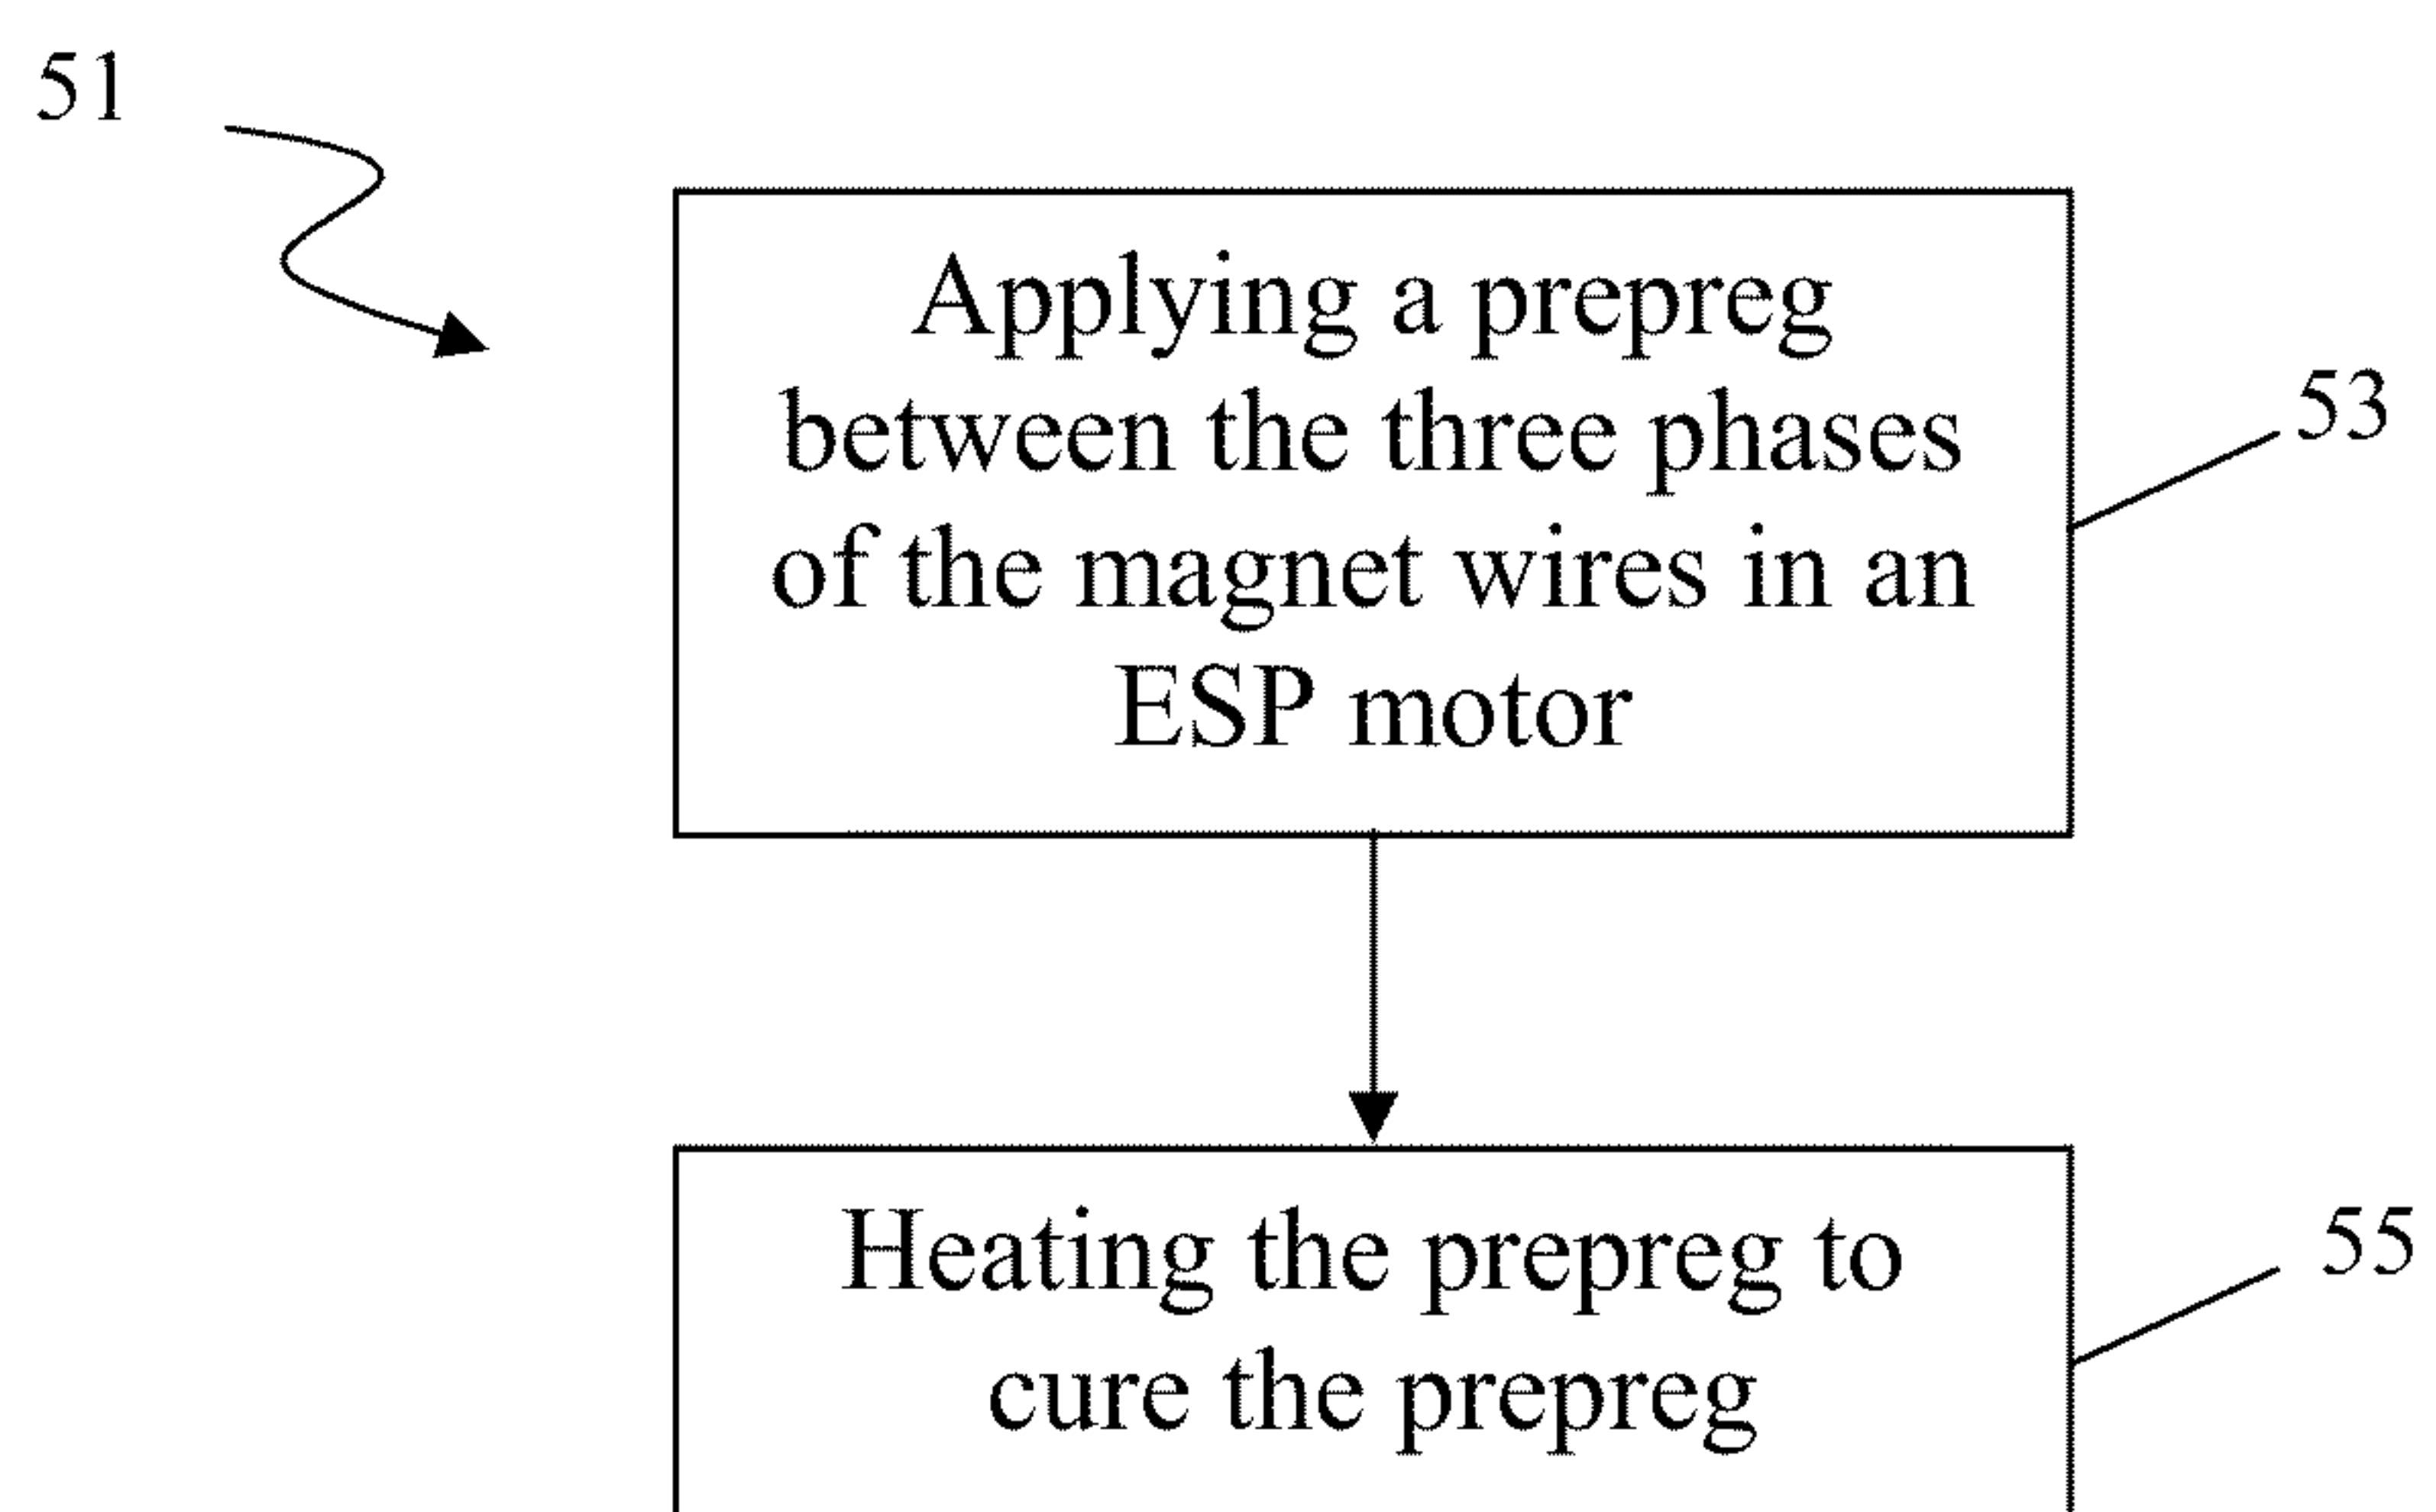 51
Applying a prepreg
between the three phases
of the magnet wires in an
ESP motor
53
Heating the prepreg to
cure the prepreg
55